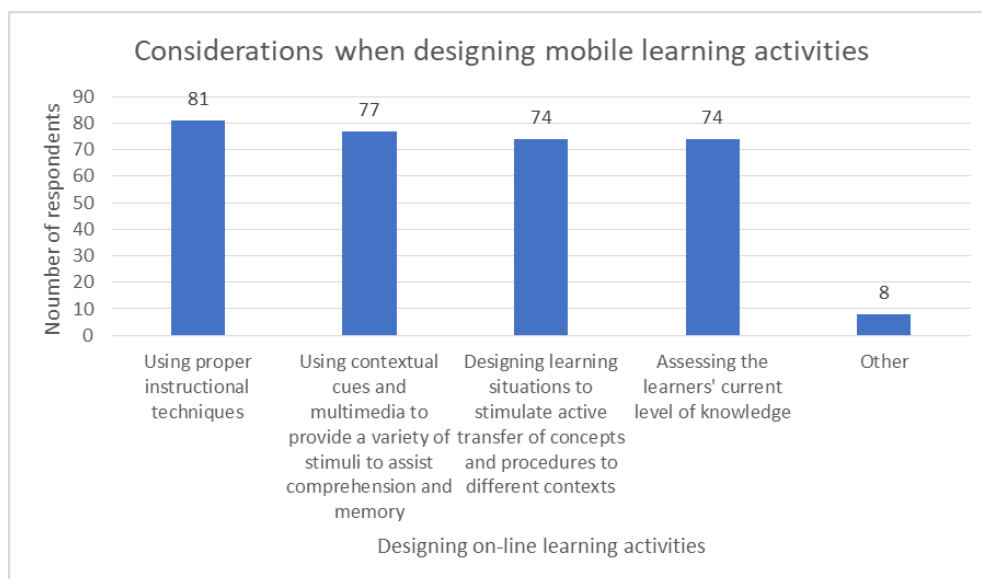 Considerations when designing mobile learning activities
Noumber of respondents
90
80
70
60
50
40
30
20
10
0
81
77
74
74
8
Using proper
instructional
techniques
Using contextual
cues and
multimedia to
provide a variety of
stimuli to assist
comprehension and
memory
Designing learning
situations to
stimulate active
transfer of concepts
and procedures to
different contexts
Assessing the
learners' current
level of knowledge
Other
Designing on-line learning activities